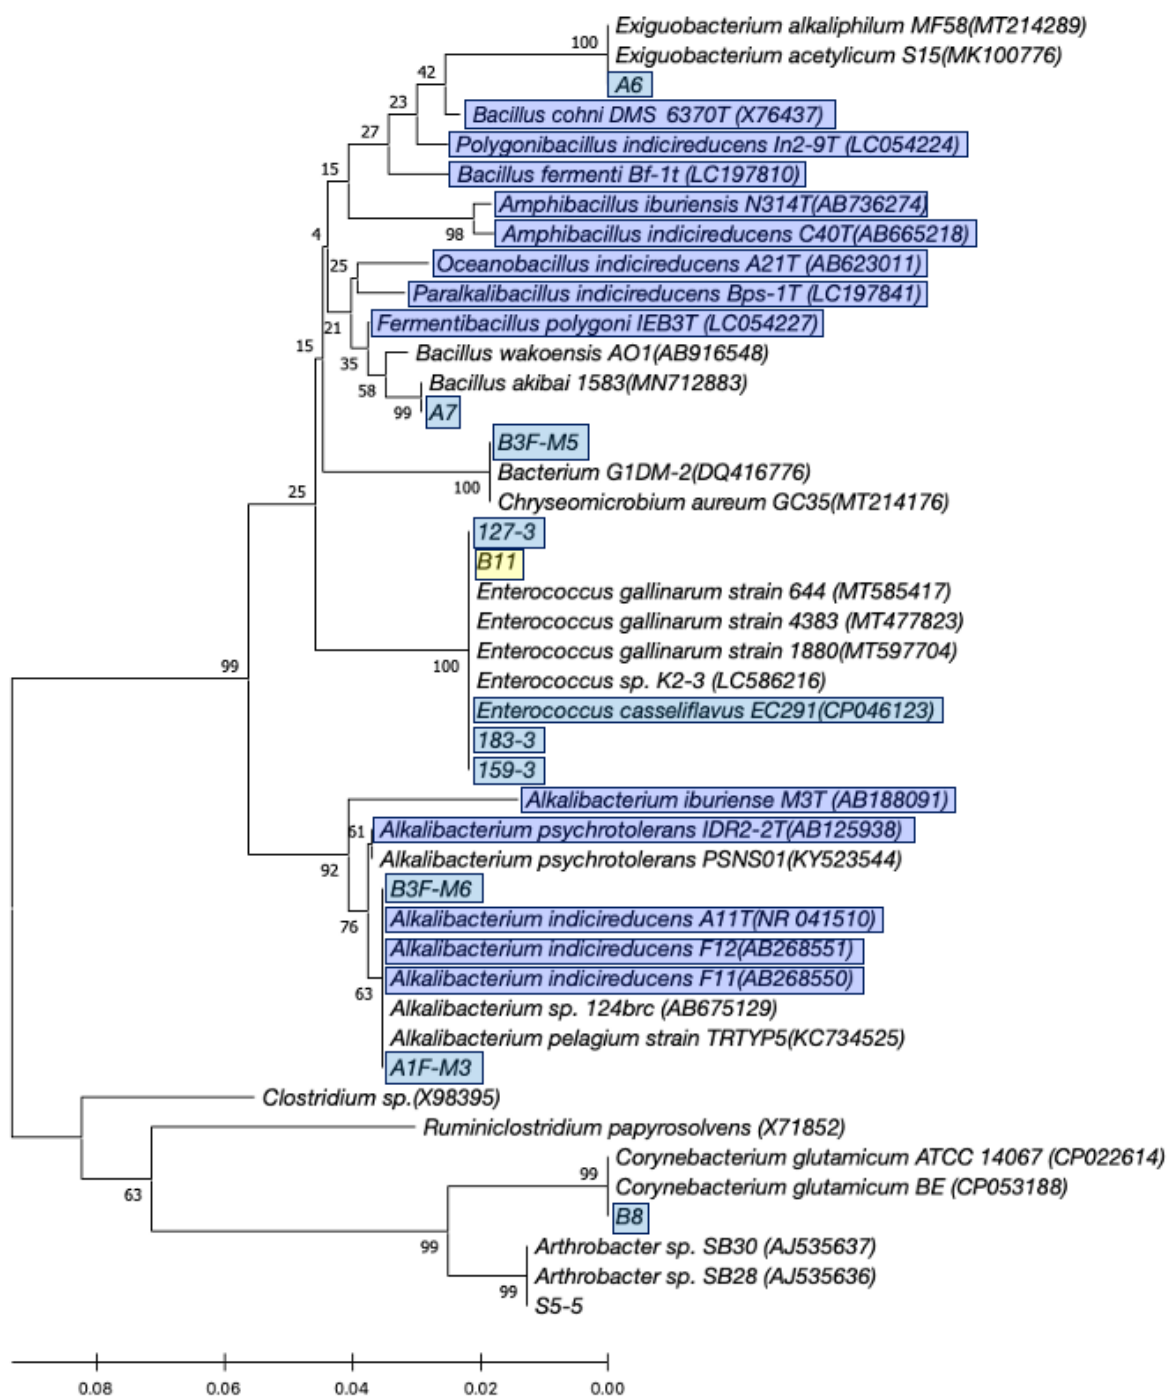 Exiguobacterium alkaliphilum MF58(MT214289)
100
Exiguobacterium acetylicum S15(MK100776)
42
A6
23
Bacillus cohni DMS 6370T (X76437)
27
Polygonibacillus indicireducens In2-9T (LC054224)
15
Bacillus fermenti Bf-1t (LC197810)
Amphibacillus iburiensis N314T(AB736274)
4
98
Amphibacillus indicireducens C40T(AB665218)
25
Oceanobacillus indicireducens A21T (AB623011)
Paralkalibacillus indicireducens Bps-1T (LC197841)
21
Fermentibacillus polygoni IEB3T (LC054227)
15
35
Bacillus wakoensis AO1(AB916548)
58
Bacillus akibai 1583(MN712883)
99
A7
B3F-M5
Bacterium G1DM-2(DQ416776)
25
100
Chryseomicrobium aureum GC35(MT214176)
127-3
B11
Enterococcus gallinarum strain 644 (MT585417)
Enterococcus gallinarum strain 4383 (MT477823)
Enterococcus gallinarum strain 1880(MT597704)
99
100
Enterococcus sp. K2-3 (LC586216)
Enterococcus casseliflavus EC291(CP046123)
183-3
159-3
Alkalibacterium iburiense M3T (AB188091)
61
Alkalibacterium psychrotolerans IDR2-2T(AB125938)
92
Alkalibacterium psychrotolerans PSNS01(KY523544)
B3F-M6
76
Alkalibacterium indicireducens A11T(NR 041510)
Alkalibacterium indicireducens F12(AB268551)
63
Alkalibacterium indicireducens F11(AB268550)
Alkalibacterium sp. 124brc (AB675129)
Alkalibacterium pelagium strain TRTYP5(KC734525)
A1F-M3
Clostridium sp.(X98395)
Ruminiclostridium papyrosolvens (X71852)
Corynebacterium glutamicum ATCC 14067 (CP022614)
63
99
Corynebacterium glutamicum BE (CP053188)
B8
99
Arthrobacter sp. SB30 (AJ535637)
Arthrobacter sp. SB28 (AJ535636)
99
S5-5
0.08 0.06 0.04 0.02 0.00